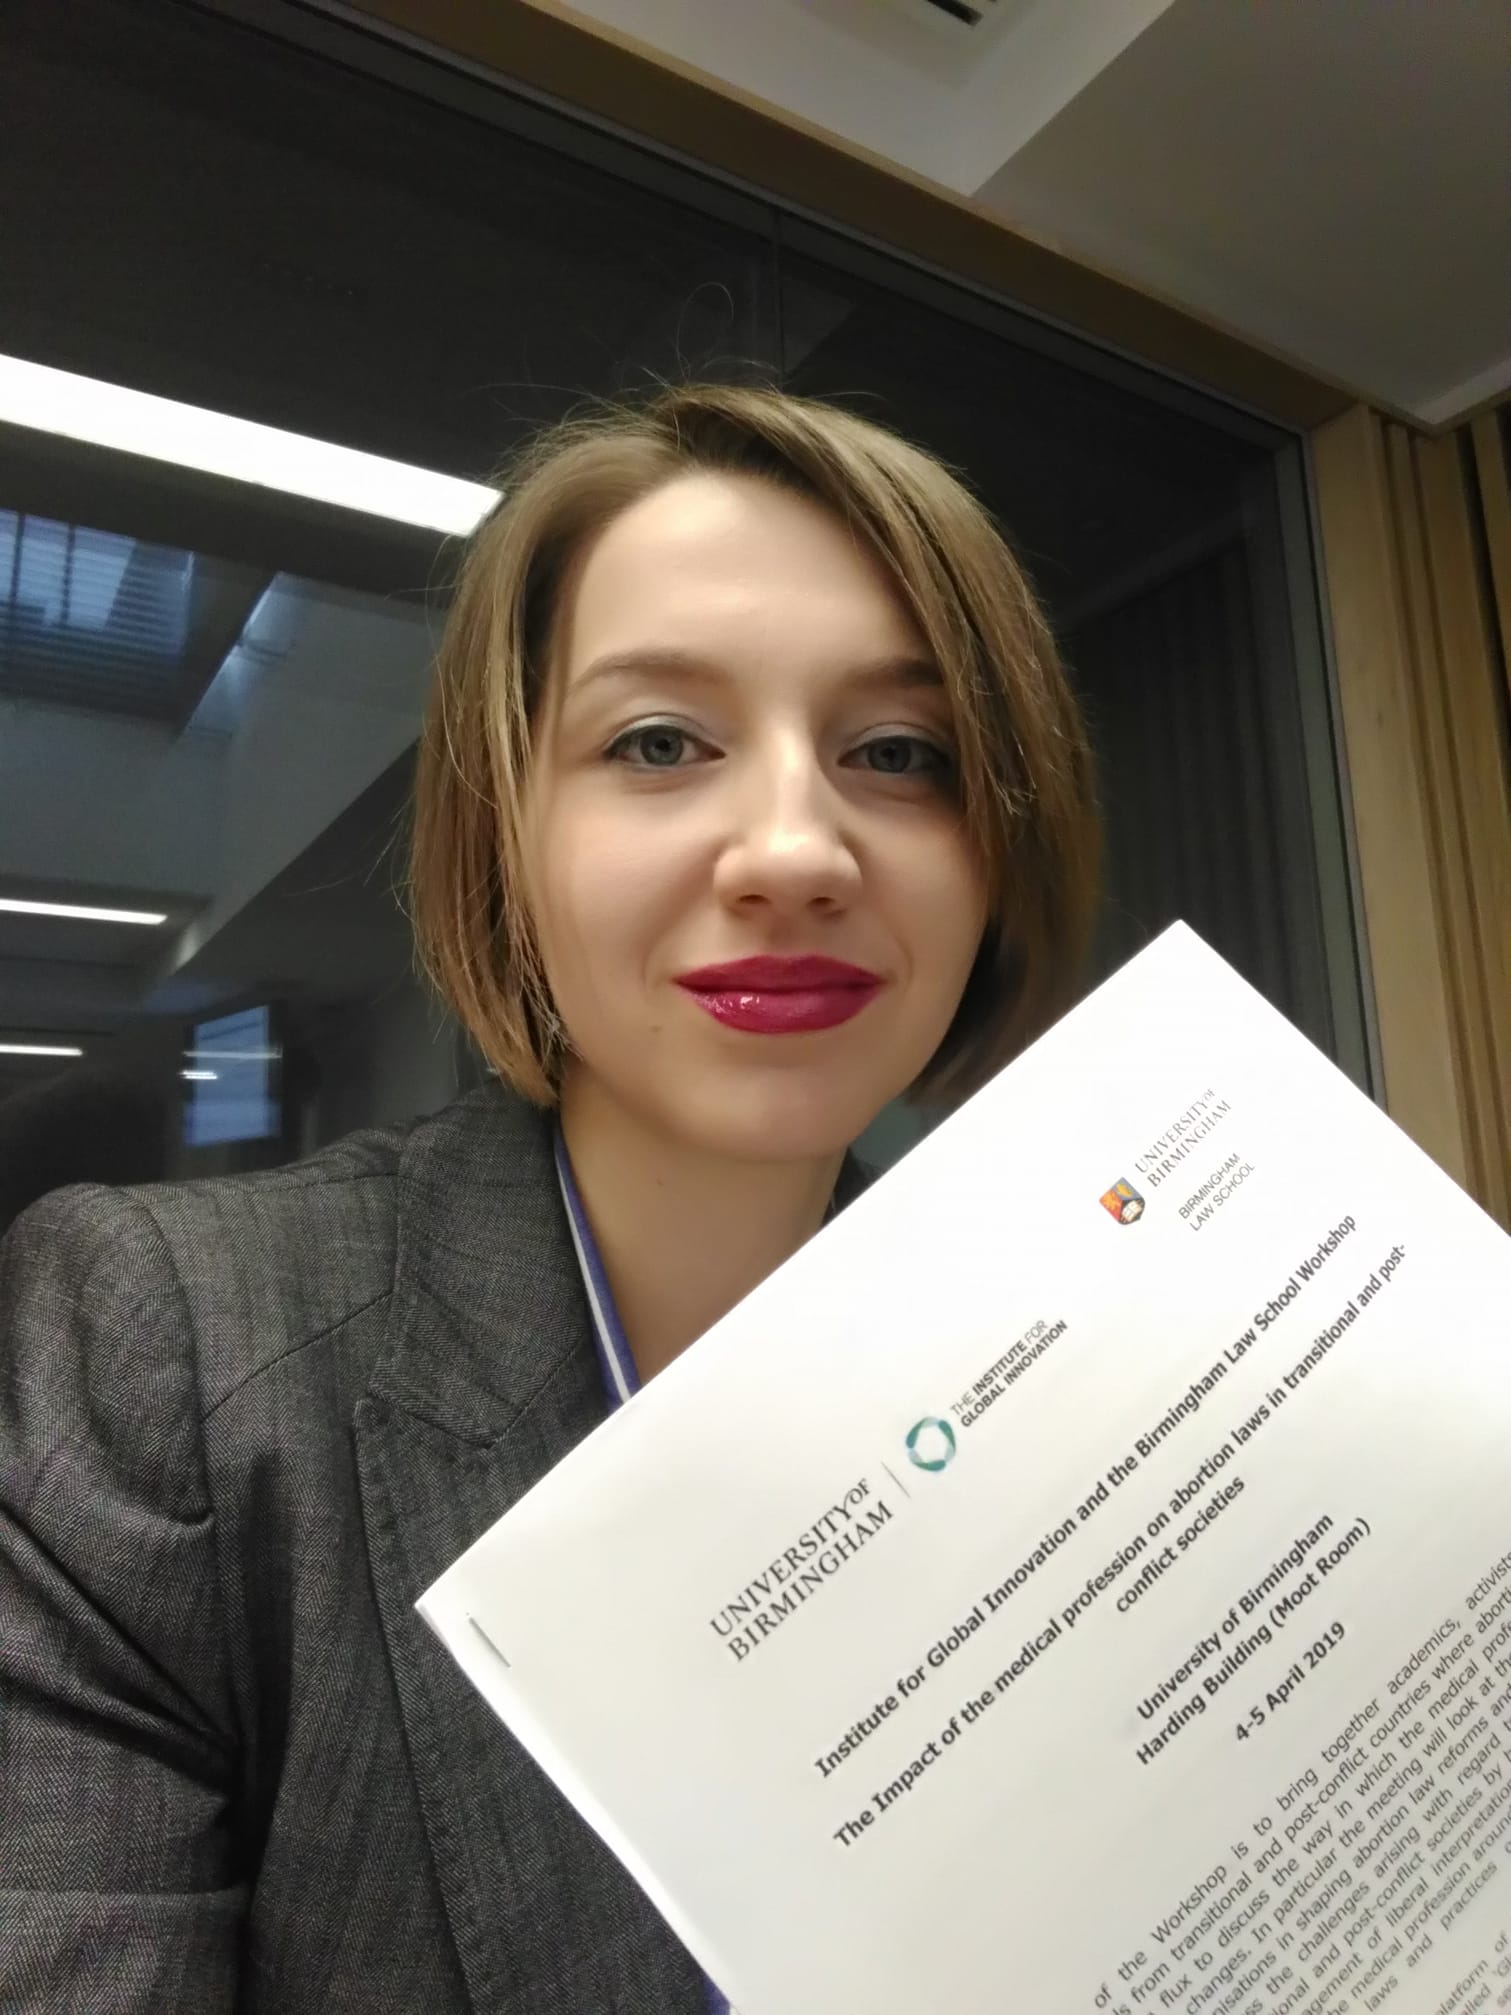 UNIVERSITY OF
BIRMINGHAM
BIRMINGHAM
LAW SCHOOL
UNIVERSITY OF
BIRMINGHAM
THE INSTITUTE FOR
GLOBAL INNOVATION
Institute for Global Innovation and the Birmingham Law School Workshop
The Impact of the medical profession on abortion laws in transitional and post-
conflict societies
University of Birmingham
Harding Building (Moot Room)
4-5 April 2019
of the Workshop is to bring together academics,
from transitional and post-conflict countries where
flux to discuss the way in which the medical
changes. In particular the meeting will look at
in shaping abortion law reforms and
the challenges arising with regard
and post-conflict societies by
of liberal
medical profession around
laws and practices
of